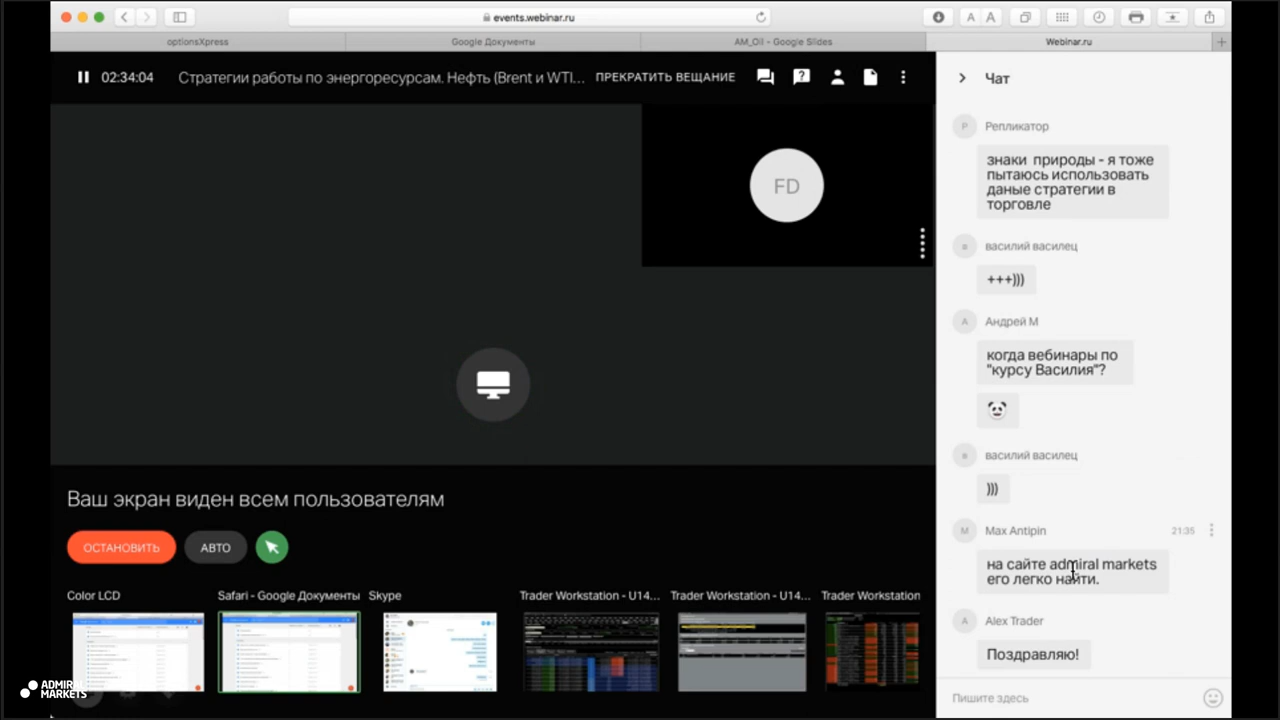 events.webinar.ru
A A
optionsXpress
Google Документы
AM_Oil - Google Slides
Webinar.ru
02:34:04
Стратегии работы по энергоресурсам. Нефть (Brent и WTI...
ПРЕКРАТИТЬ ВЕЩАНИЕ
FD
Ваш экран виден всем пользователям
ОСТАНОВИТЬ
АВТО
Color LCD
Safari - Google Документы
Skype
Trader Workstation - U14...
Trader Workstation - U14...
Trader Workstation
ADMIRAL
MARKETS
Чат
Р
Репликатор
знаки природы - я тоже
пытаюсь использовать
даные стратегии в
торговле
в
василий василец
+++)))
А
Андрей М
когда вебинары по
"курсу Василия"?
в
василий василец
)))
M
Max Antipin
21:35
на сайте admiral markets
его легко найти.
A
Alex Trader
Поздравляю!
Пишите здесь